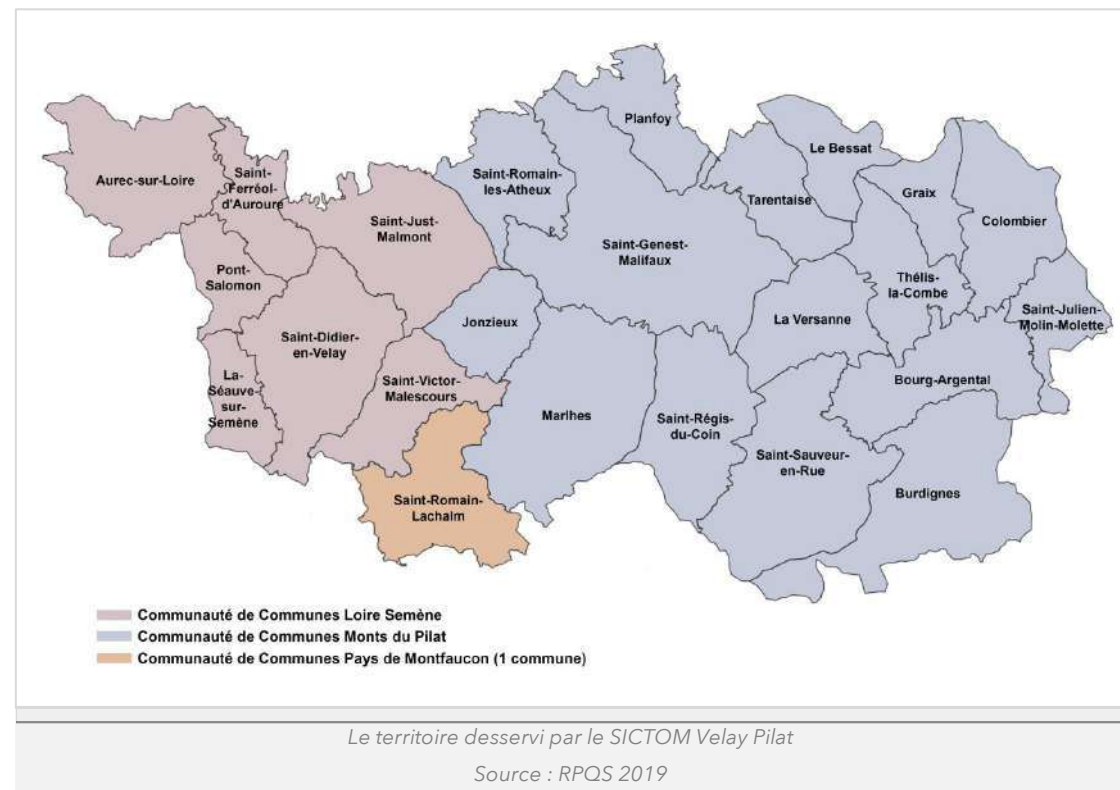 Planfoy
Le Bessat
Aurec-sur-Loire
Saint-
Ferréol-
d'Auroure
Saint-Romain-
les-Atheux
Tarentaise
Graix
Colombier
Saint-Just-
Malmont
Saint-Genest-
Malifaux
Pont-
Salomon
Thélis-
la-Combe
Saint-Julien-
Molin-Molette
Jonzieux
La Versanne
Saint-Didier-
en-Velay
La-
Séauve-
sur-
Semène
Saint-Victor-
Malescours
Bourg-Argental
Marlhes
Saint-Régis-
du-Coin
Saint-Sauveur-
en-Rue
Burdignes
Saint-Romain-
Lachalm
Communauté de Communes Loire Semène
Communauté de Communes Monts du Pilat
Communauté de Communes Pays de Montfaucon (1 commune)
Le territoire desservi par le SICTOM Velay Pilat
Source : RPQS 2019